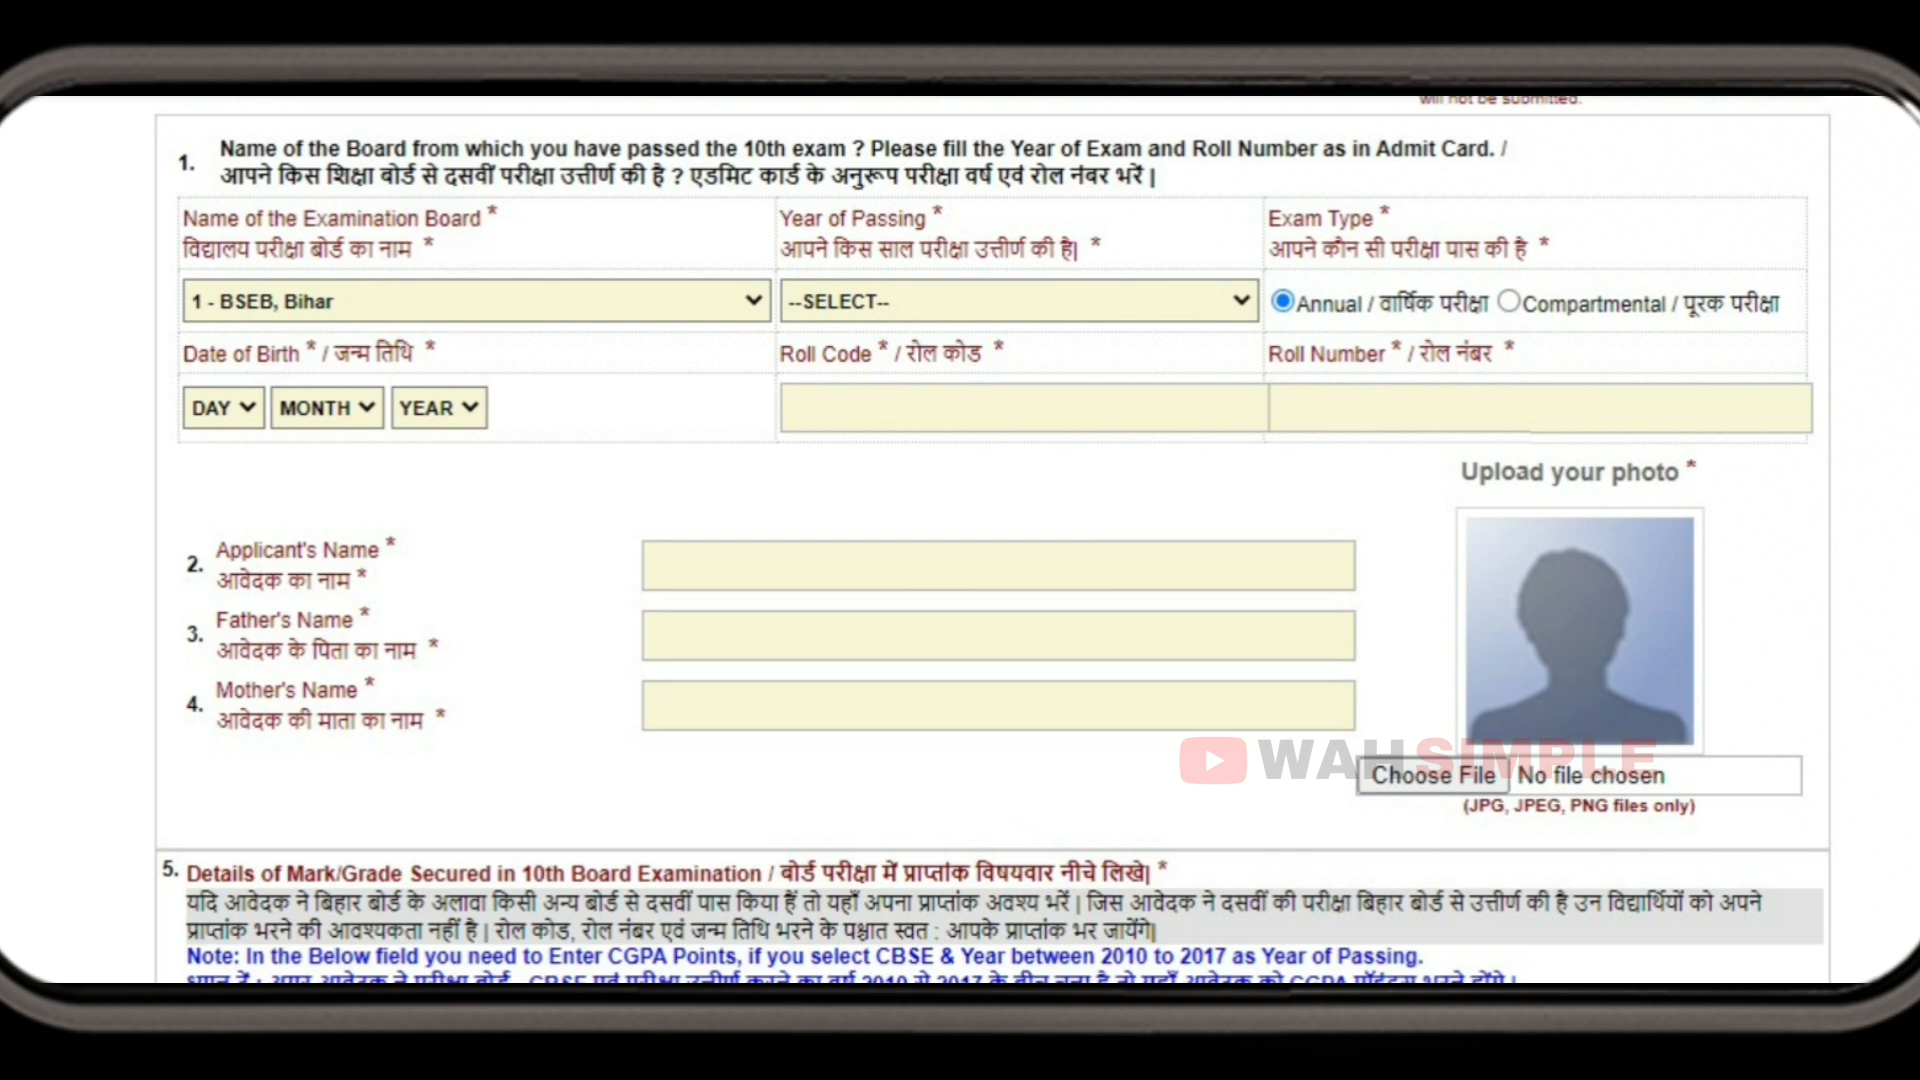 will not be submitted.
1. Name of the Board from which you have passed the 10th exam ? Please fill the Year of Exam and Roll Number as in Admit Card. /
आपने किस शिक्षा बोर्ड से दसवीं परीक्षा उत्तीर्ण की है ? एडमिट कार्ड के अनुरूप परीक्षा वर्ष एवं रोल नंबर भरें |
Name of the Examination Board * Year of Passing * Exam Type *
विद्यालय परीक्षा बोर्ड का नाम * आपने किस साल परीक्षा उत्तीर्ण की है| * आपने कौन सी परीक्षा पास की है *
1 - BSEB, Bihar --SELECT-- Annual / वार्षिक परीक्षा Compartmental / पूरक परीक्षा
Date of Birth * / जन्म तिथि * Roll Code * / रोल कोड * Roll Number * / रोल नंबर *
DAY MONTH YEAR
Upload your photo *
2. Applicant's Name *
आवेदक का नाम *
3. Father's Name *
आवेदक के पिता का नाम *
4. Mother's Name *
आवेदक की माता का नाम *
WAHSIMPLE
Choose File No file chosen
(JPG, JPEG, PNG files only)
5. Details of Mark/Grade Secured in 10th Board Examination / बोर्ड परीक्षा में प्राप्तांक विषयवार नीचे लिखे| *
यदि आवेदक ने बिहार बोर्ड के अलावा किसी अन्य बोर्ड से दसवीं पास किया हैं तो यहाँ अपना प्राप्तांक अवश्य भरें | जिस आवेदक ने दसवीं की परीक्षा बिहार बोर्ड से उत्तीर्ण की है उन विद्यार्थियों को अपने
प्राप्तांक भरने की आवश्यकता नहीं है | रोल कोड, रोल नंबर एवं जन्म तिथि भरने के पश्चात स्वत : आपके प्राप्तांक भर जायेंगे|
Note: In the Below field you need to Enter CGPA Points, if you select CBSE & Year between 2010 to 2017 as Year of Passing.